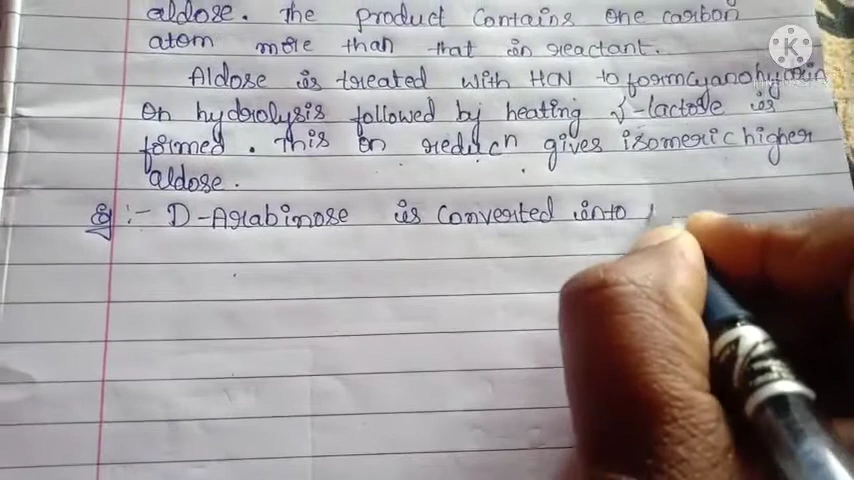 aldose. The product contains one carbon
atom more than that in reactant.
Aldose is treated with HCN to form cyanohydrin
on hydrolysis followed by heating √-lactose is
formed. This on reducn gives isomeric higher
aldose.
eg :- D-Arabinose is converted into
K